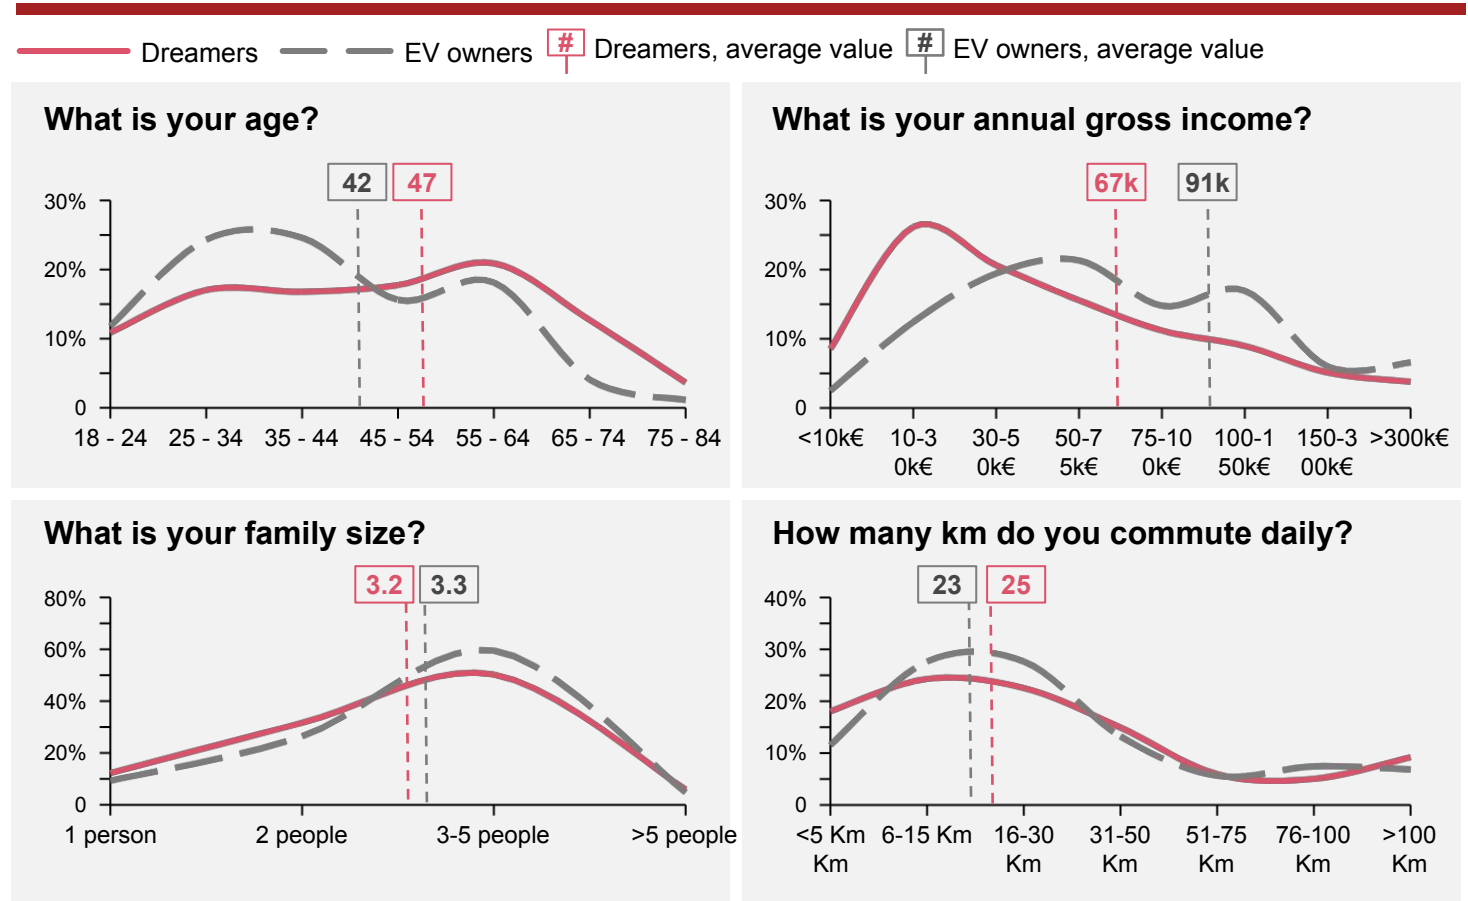 Dreamers EV owners # Dreamers, average value # EV owners, average value
What is your age?
42 47
30%
20%
10%
0
18 - 24 25 - 34 35 - 44 45 - 54 55 - 64 65 - 74 75 - 84
What is your annual gross income?
67k 91k
30%
20%
10%
0
<10k€ 10-3 30-5 50-7 75-10 100-1 150-3 >300k€
0k€ 0k€ 5k€ 0k€ 50k€ 00k€
What is your family size?
3.2 3.3
80%
60%
40%
20%
0
1 person 2 people 3-5 people >5 people
How many km do you commute daily?
23 25
40%
30%
20%
10%
0
<5 Km 6-15 Km 16-30 31-50 51-75 76-100 >100
Km Km Km Km Km Km